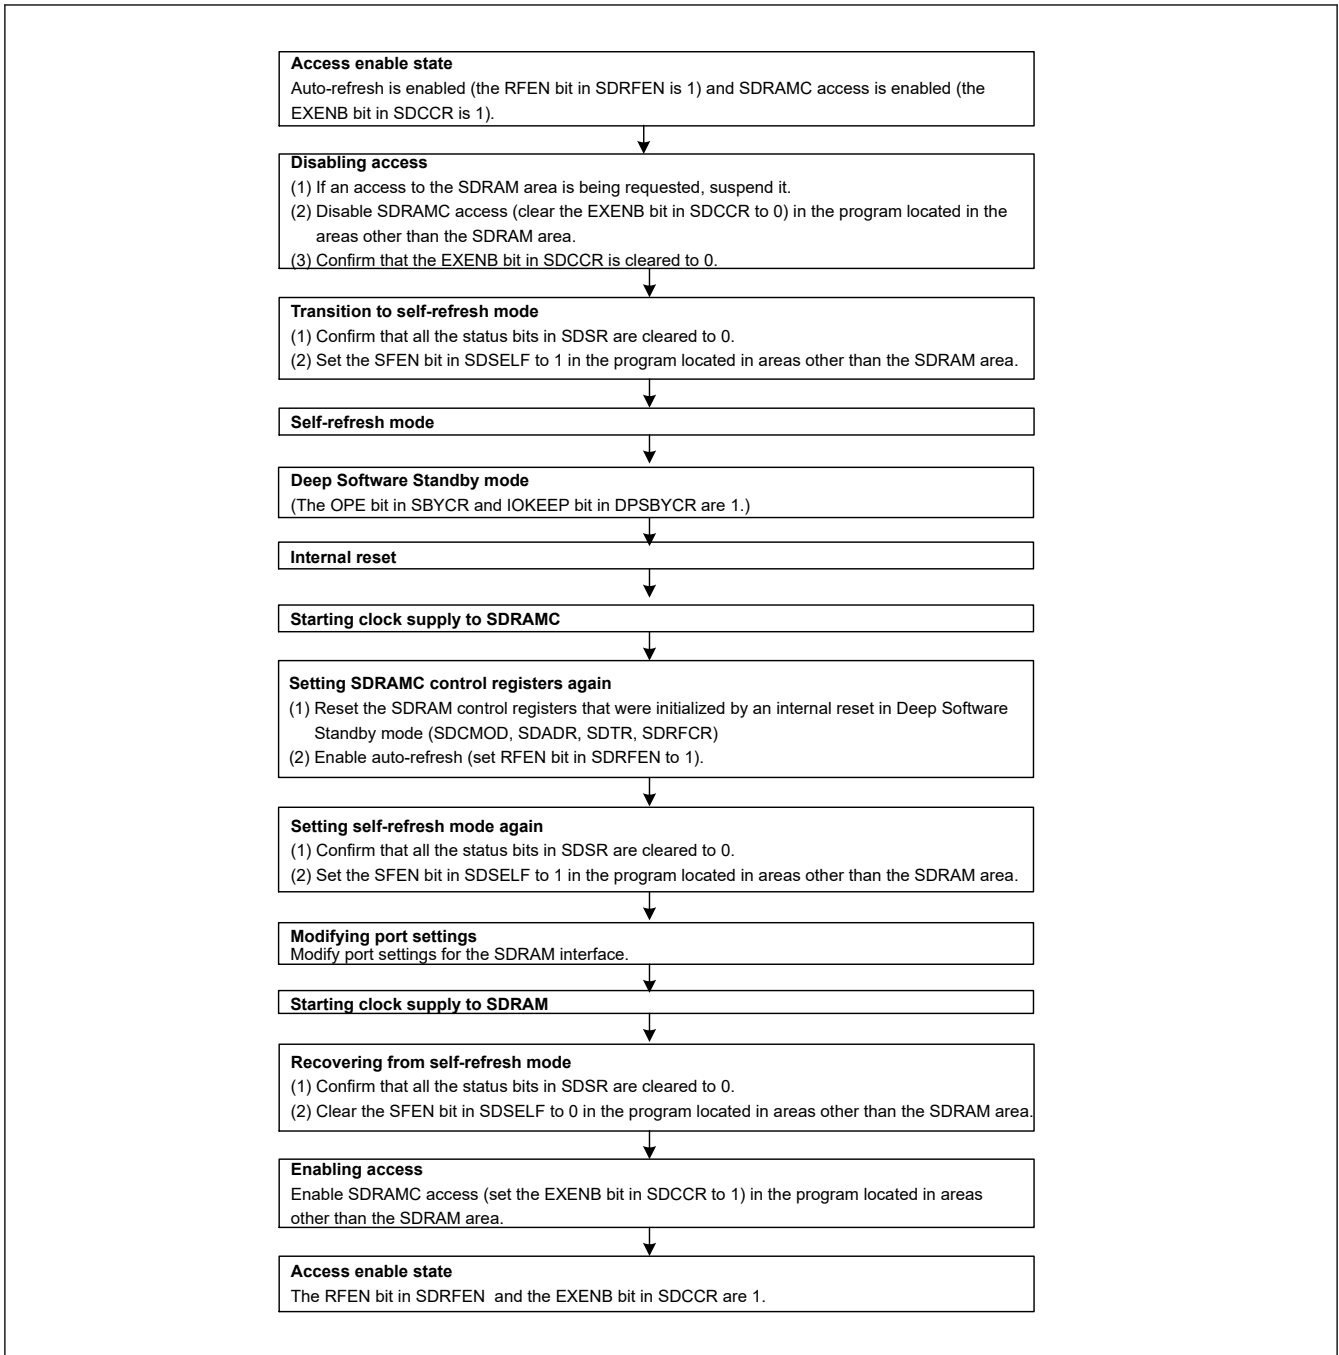 Access enable state
Auto-refresh is enabled (the RFEN bit in SDRFEN is 1) and SDRAMC access is enabled (the
EXENB bit in SDCCR is 1).
Disabling access
(1) If an access to the SDRAM area is being requested, suspend it.
(2) Disable SDRAMC access (clear the EXENB bit in SDCCR to 0) in the program located in the
areas other than the SDRAM area.
(3) Confirm that the EXENB bit in SDCCR is cleared to 0.
Transition to self-refresh mode
(1) Confirm that all the status bits in SDSR are cleared to 0.
(2) Set the SFEN bit in SDSELF to 1 in the program located in areas other than the SDRAM area.
Self-refresh mode
Deep Software Standby mode
(The OPE bit in SBYCR and IOKEEP bit in DPSBYCR are 1.)
Internal reset
Starting clock supply to SDRAMC
Setting SDRAMC control registers again
(1) Reset the SDRAM control registers that were initialized by an internal reset in Deep Software
Standby mode (SDCMOD, SDADR, SDTR, SDRFCR)
(2) Enable auto-refresh (set RFEN bit in SDRFEN to 1).
Setting self-refresh mode again
(1) Confirm that all the status bits in SDSR are cleared to 0.
(2) Set the SFEN bit in SDSELF to 1 in the program located in areas other than the SDRAM area.
Modifying port settings
Modify port settings for the SDRAM interface.
Starting clock supply to SDRAM
Recovering from self-refresh mode
(1) Confirm that all the status bits in SDSR are cleared to 0.
(2) Clear the SFEN bit in SDSELF to 0 in the program located in areas other than the SDRAM area.
Enabling access
Enable SDRAMC access (set the EXENB bit in SDCCR to 1) in the program located in areas
other than the SDRAM area.
Access enable state
The RFEN bit in SDRFEN and the EXENB bit in SDCCR are 1.